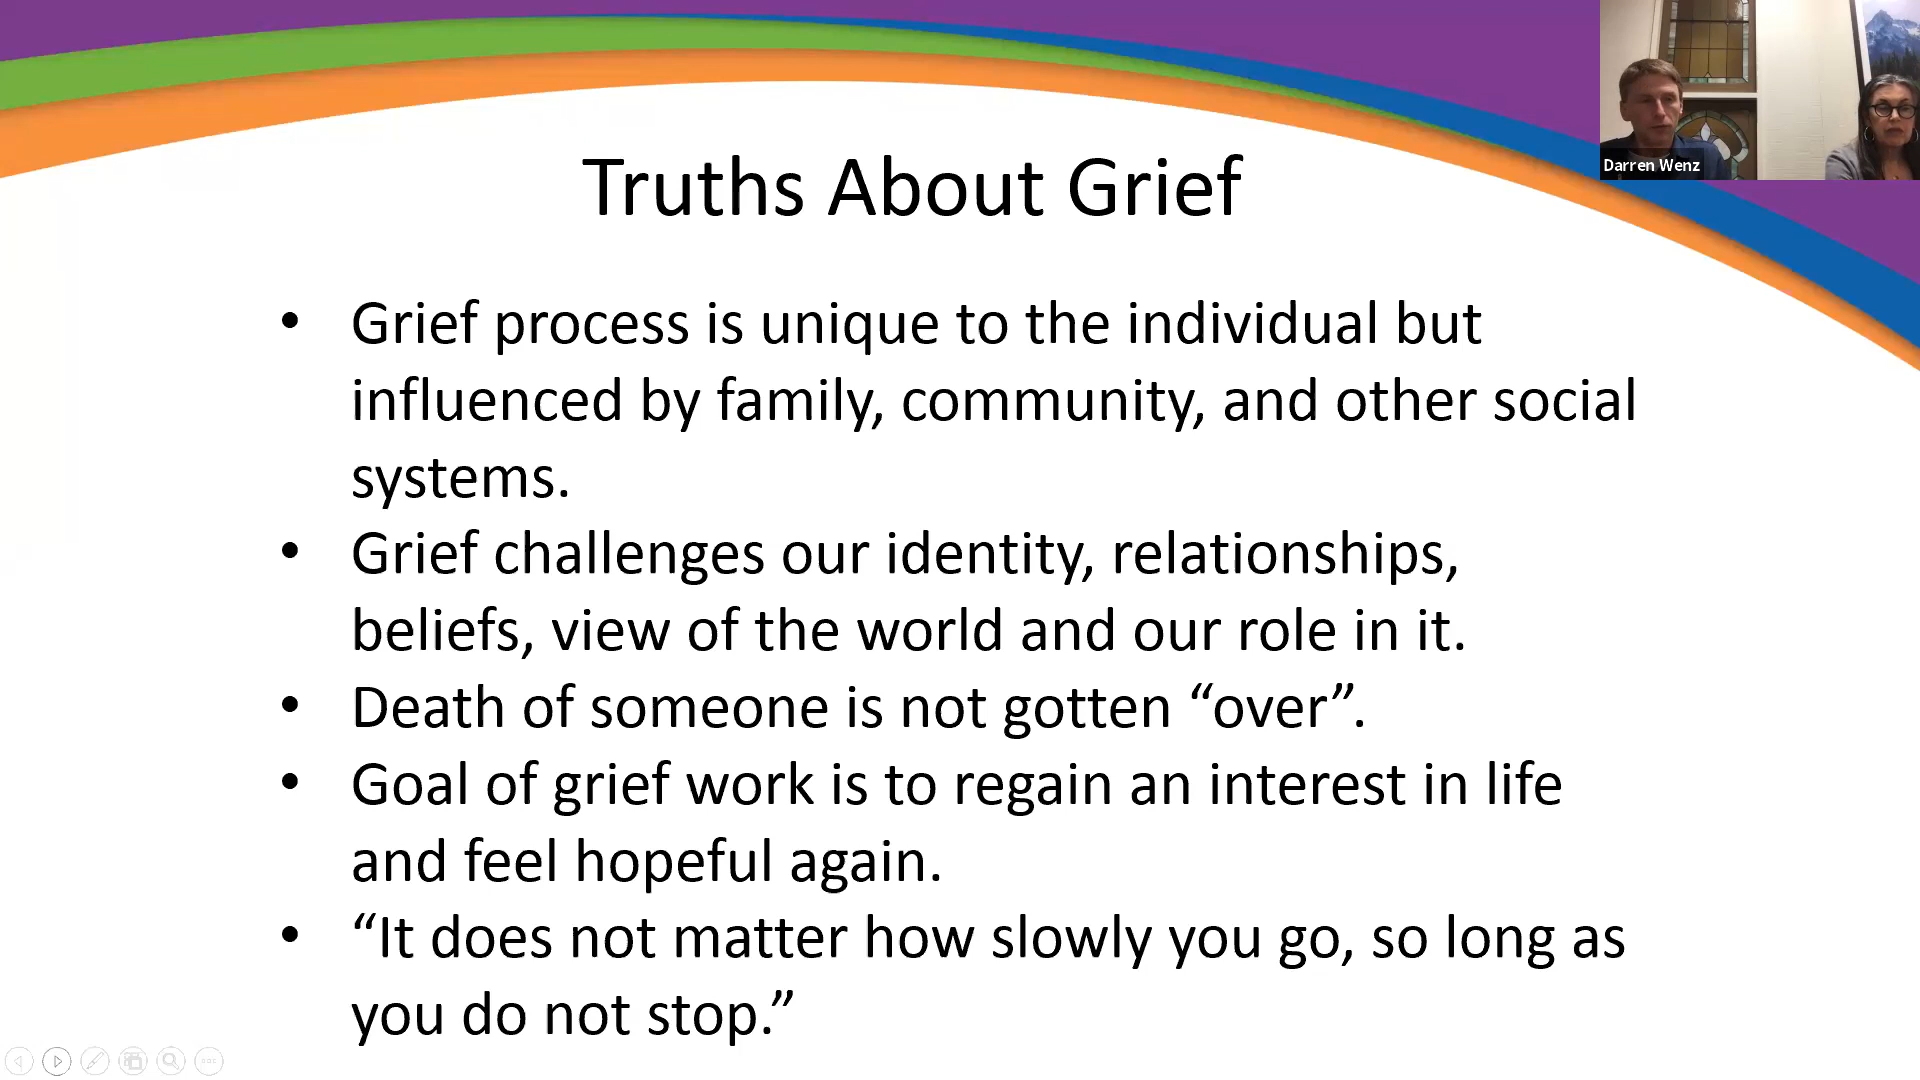 Darren Wenz
Truths About Grief
• Grief process is unique to the individual but
influenced by family, community, and other social
systems.
• Grief challenges our identity, relationships,
beliefs, view of the world and our role in it.
• Death of someone is not gotten “over”.
• Goal of grief work is to regain an interest in life
and feel hopeful again.
• “It does not matter how slowly you go, so long as
you do not stop.”